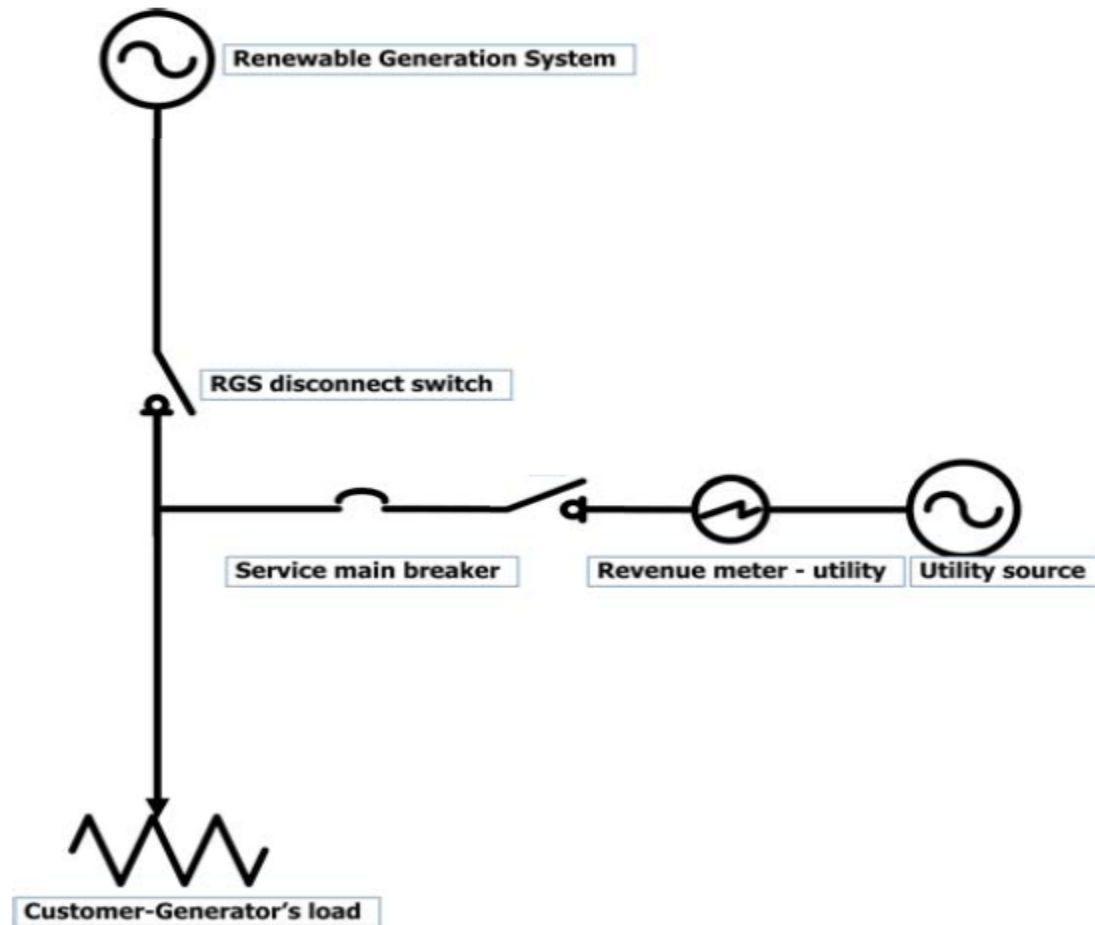 Renewable Generation System
RGS disconnect switch
Service main breaker
Revenue meter - utility
Utility source
Customer-Generator's load